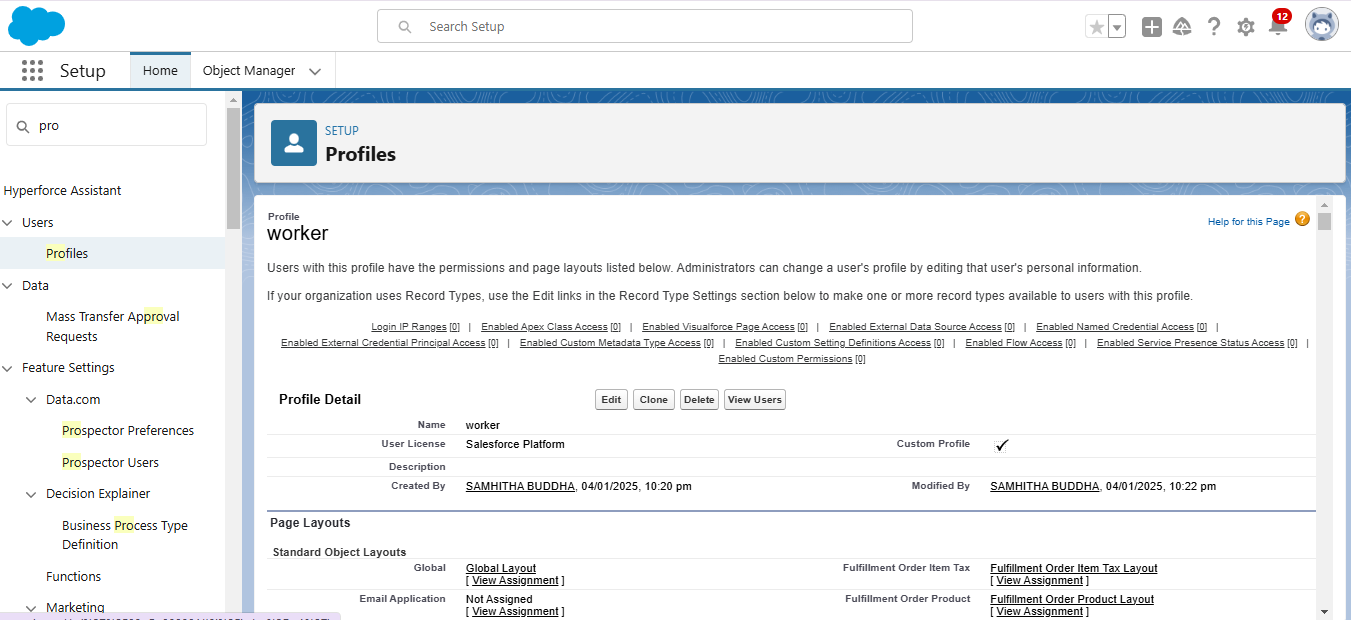 Search Setup
12
Setup
Home
Object Manager
pro
Hyperforce Assistant
Users
Profiles
Data
Mass Transfer Approval
Requests
Feature Settings
Data.com
Prospector Preferences
Prospector Users
Decision Explainer
Business Process Type
Definition
Functions
Marketing
SETUP
Profiles
Profile
worker
Help for this Page ?
Users with this profile have the permissions and page layouts listed below. Administrators can change a user's profile by editing that user's personal information.
If your organization uses Record Types, use the Edit links in the Record Type Settings section below to make one or more record types available to users with this profile.
Login IP Ranges [0] | Enabled Apex Class Access [0] | Enabled Visualforce Page Access [0] | Enabled External Data Source Access [0] | Enabled Named Credential Access [0] |
Enabled External Credential Principal Access [0] | Enabled Custom Metadata Type Access [0] | Enabled Custom Setting Definitions Access [0] | Enabled Flow Access [0] | Enabled Service Presence Status Access [0] |
Enabled Custom Permissions [0]
Profile Detail Edit Clone Delete View Users
Name worker
User License Salesforce Platform Custom Profile ✓
Description
Created By SAMHITHA BUDDHA, 04/01/2025, 10:20 pm Modified By SAMHITHA BUDDHA, 04/01/2025, 10:22 pm
Page Layouts
Standard Object Layouts
Global Global Layout Fulfillment Order Item Tax Fulfillment Order Item Tax Layout
[ View Assignment ] [ View Assignment ]
Email Application Not Assigned Fulfillment Order Product Fulfillment Order Product Layout
[ View Assignment ] [ View Assignment ]